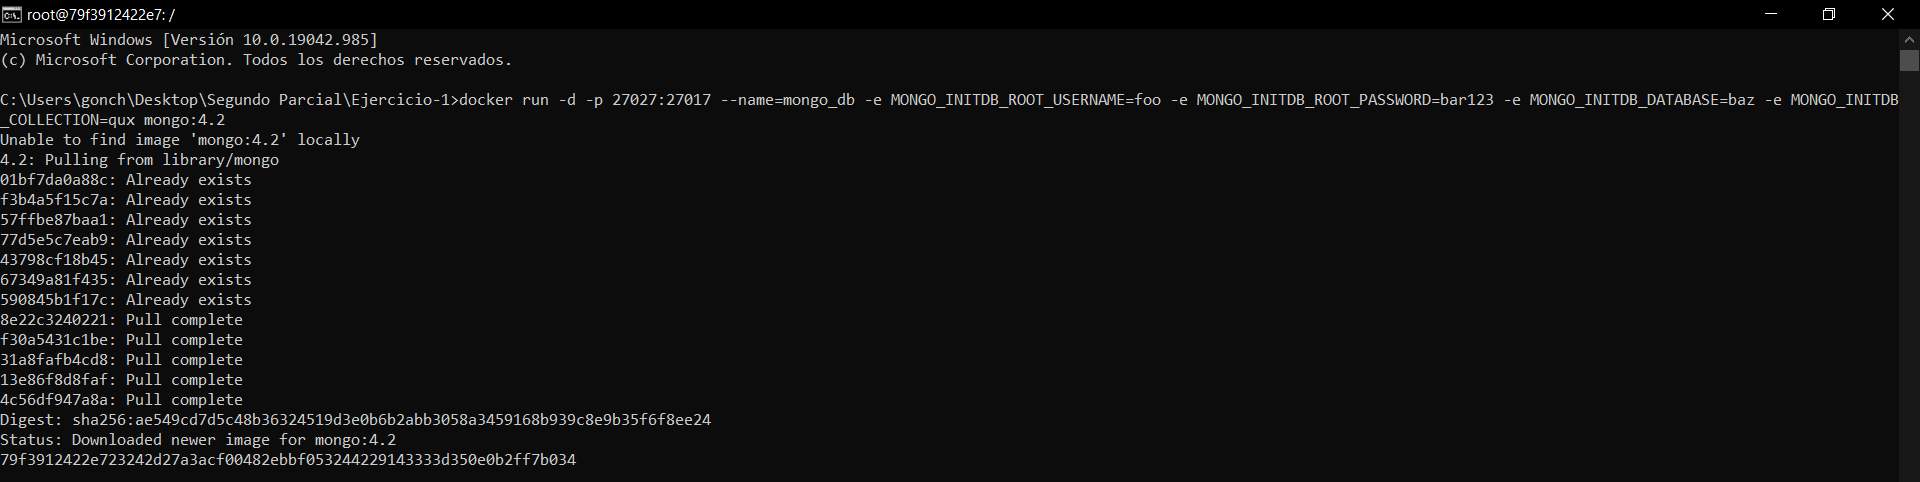 root@79f3912422e7: /
Microsoft Windows [Versión 10.0.19042.985]
(c) Microsoft Corporation. Todos los derechos reservados.
C:\Users\gonch\Desktop\Segundo Parcial\Ejercicio-1>docker run -d -p 27027:27017 --name=mongo_db -e MONGO_INITDB_ROOT_USERNAME=foo -e MONGO_INITDB_ROOT_PASSWORD=bar123 -e MONGO_INITDB_DATABASE=baz -e MONGO_INITDB
_COLLECTION=qux mongo:4.2
Unable to find image 'mongo:4.2' locally
4.2: Pulling from library/mongo
01bf7da0a88c: Already exists
f3b4a5f15c7a: Already exists
57ffbe87baa1: Already exists
77d5e5c7eab9: Already exists
43798cf18b45: Already exists
67349a81f435: Already exists
590845b1f17c: Already exists
8e22c3240221: Pull complete
f30a5431c1be: Pull complete
31a8fafb4cd8: Pull complete
13e86f8d8faf: Pull complete
4c56df947a8a: Pull complete
Digest: sha256:ae549cd7d5c48b36324519d3e0b6b2abb3058a3459168b939c8e9b35f6f8ee24
Status: Downloaded newer image for mongo:4.2
79f3912422e723242d27a3acf00482ebbf053244229143333d350e0b2ff7b034